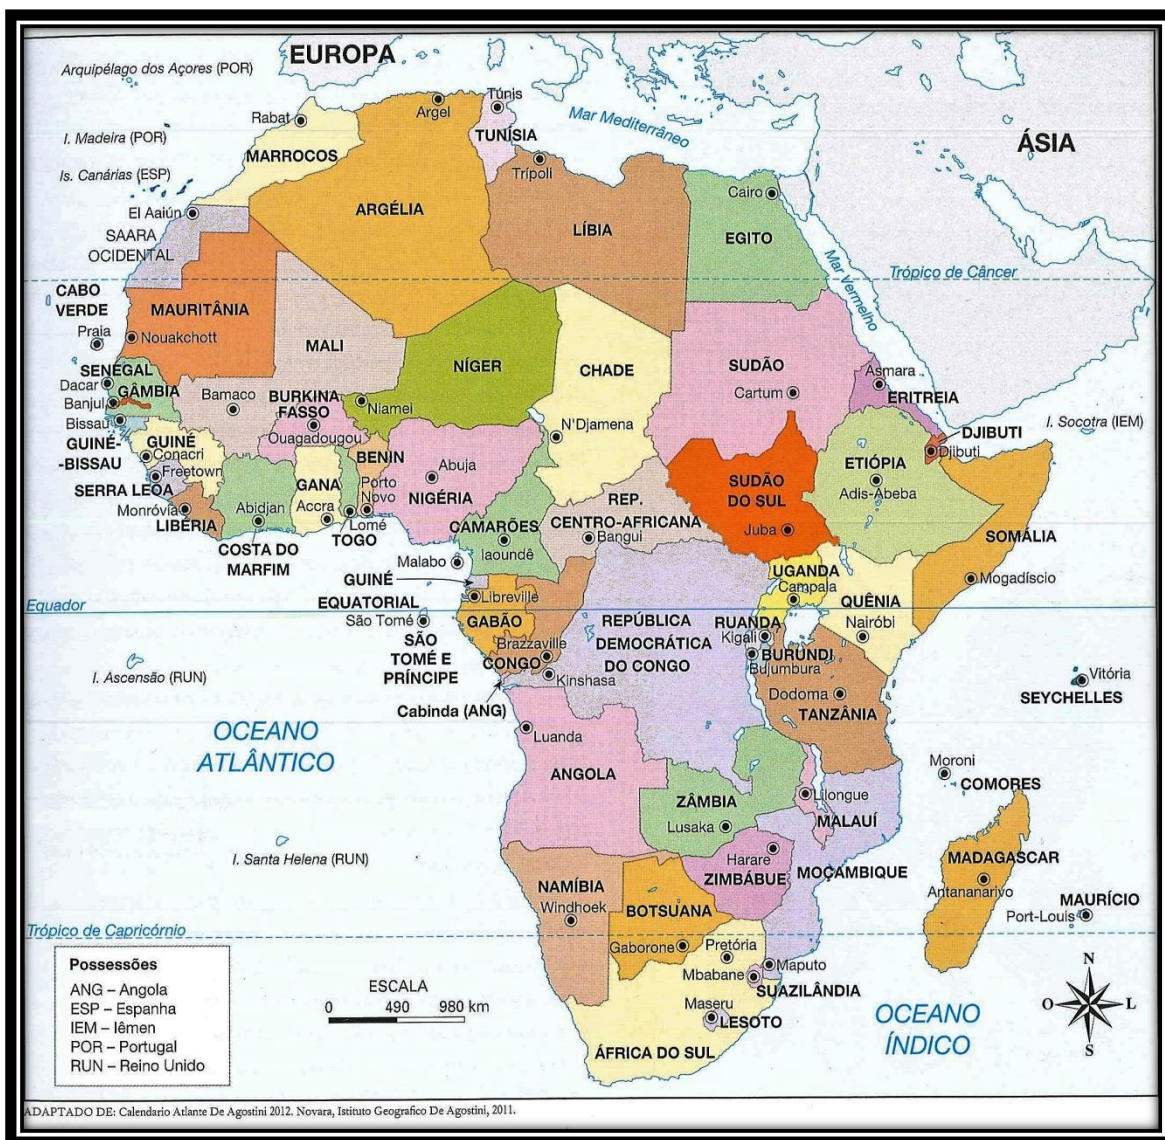 EUROPA
Arquipélago dos Açores (POR)
Túnis
Argel
Rabat
Mar Mediterrâneo
I. Madeira (POR)
TUNÍSIA
ÁSIA
MARROCOS
Trípoli
Is. Canárias (ESP)
Cairo
El Aaiún
ARGÉLIA
LÍBIA
EGITO
SAARA
OCIDENTAL
Mar Vermelho
Trópico de Câncer
CABO
VERDE
MAURITÂNIA
Praia
Nouakchott
MALI
NÍGER
CHADE
SUDÃO
SENEGAL
Dacar
GÂMBIA
Asmara
Cartum
ERITREIA
Banjul
Bamaco
BURKINA
FASSO
Niamei
Bissau
Ouagadougou
N'Djamena
I. Socotra (IEM)
DJIBUTI
Djibuti
GUINÉ-
-BISSAU
GUINÉ
Conacri
BENIN
ETIÓPIA
Freetown
Abuja
SERRA LEOA
GANA
Porto
Novo
NIGÉRIA
REP.
CENTRO-AFRICANA
SUDÃO
DO SUL
Adis-Abeba
Monróvia
LIBÉRIA
Abidjan
Accra
Lomé
TOGO
CAMARÕES
Bangui
Juba
SOMÁLIA
COSTA DO
MARFIM
Iaoundê
Malabo
UGANDA
Campala
Mogadíscio
GUINÉ
EQUATORIAL
Libreville
QUÊNIA
Equador
São Tomé
GABÃO
REPÚBLICA
DEMOCRÁTICA
DO CONGO
RUANDA
Kigali
Nairóbi
SÃO
TOMÉ E
PRÍNCIPE
Brazzaville
CONGO
BURUNDI
Bujumbura
I. Ascensão (RUN)
Kinshasa
Vitória
Dodoma
SEYCHELLES
Cabinda (ANG)
TANZÂNIA
OCEANO
ATLÂNTICO
Luanda
Moroni
ANGOLA
COMORES
ZÂMBIA
Lilongue
MALAUÍ
Lusaka
I. Santa Helena (RUN)
Harare
ZIMBÁBUE
MOÇAMBIQUE
MADAGASCAR
NAMÍBIA
Antananarivo
Windhoek
BOTSUANA
MAURÍCIO
Port-Louis
Trópico de Capricórnio
Gaborone
Pretória
Mbabane
Maputo
SUAZILÂNDIA
Possessões
ANG – Angola
ESP – Espanha
IEM – Iêmen
POR – Portugal
RUN – Reino Unido
ESCALA
0 490 980 km
Maseru
LESOTO
ÁFRICA DO SUL
OCEANO
ÍNDICO
N
O L
S
ADAPTADO DE: Calendario Atlante De Agostini 2012. Novara, Istituto Geografico De Agostini, 2011.